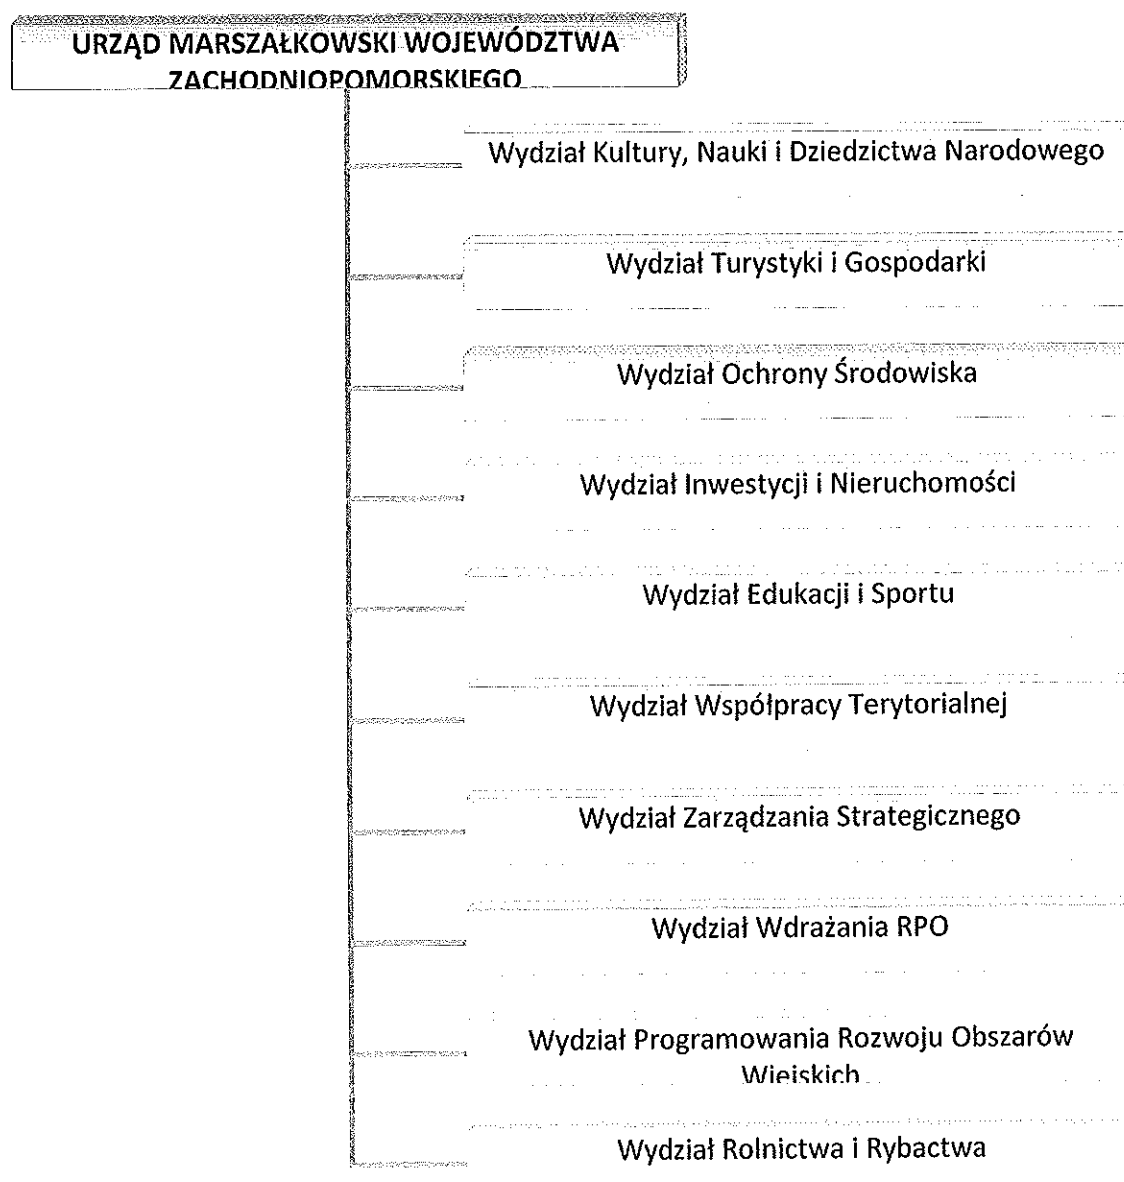 URZĄD MARSZAŁKOWSKI WOJEWÓDZTWA
ZACHODNIOPOMORSKIEGO
Wydział Kultury, Nauki i Dziedzictwa Narodowego
Wydział Turystyki i Gospodarki
Wydział Ochrony Środowiska
Wydział Inwestycji i Nieruchomości
Wydział Edukacji i Sportu
Wydział Współpracy Terytorialnej
Wydział Zarządzania Strategicznego
Wydział Wdrażania RPO
Wydział Programowania Rozwoju Obszarów
Wiejskich
Wydział Rolnictwa i Rybactwa